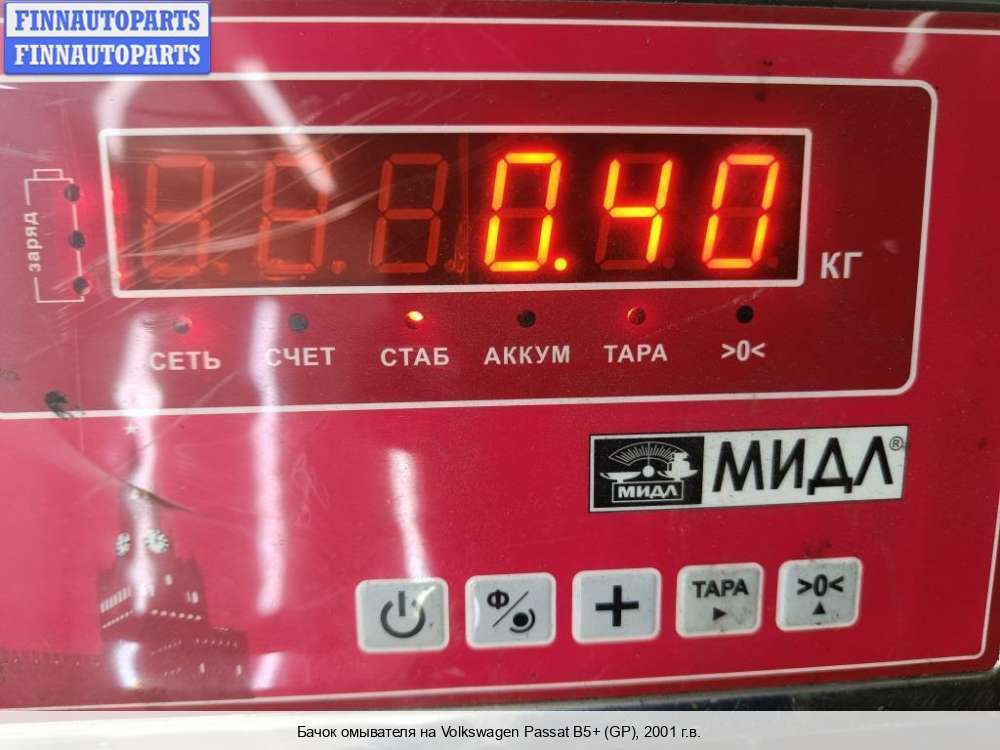 FINNAUTOPARTS
FINNAUTOPARTS
заряд
0.40
КГ
СЕТЬ СЧЕТ СТАБ АККУМ ТАРА >0<
МИДЛ МИДЛ®
Ф ТАРА >0<
Бачок омывателя на Volkswagen Passat B5+ (GP), 2001 г.в.